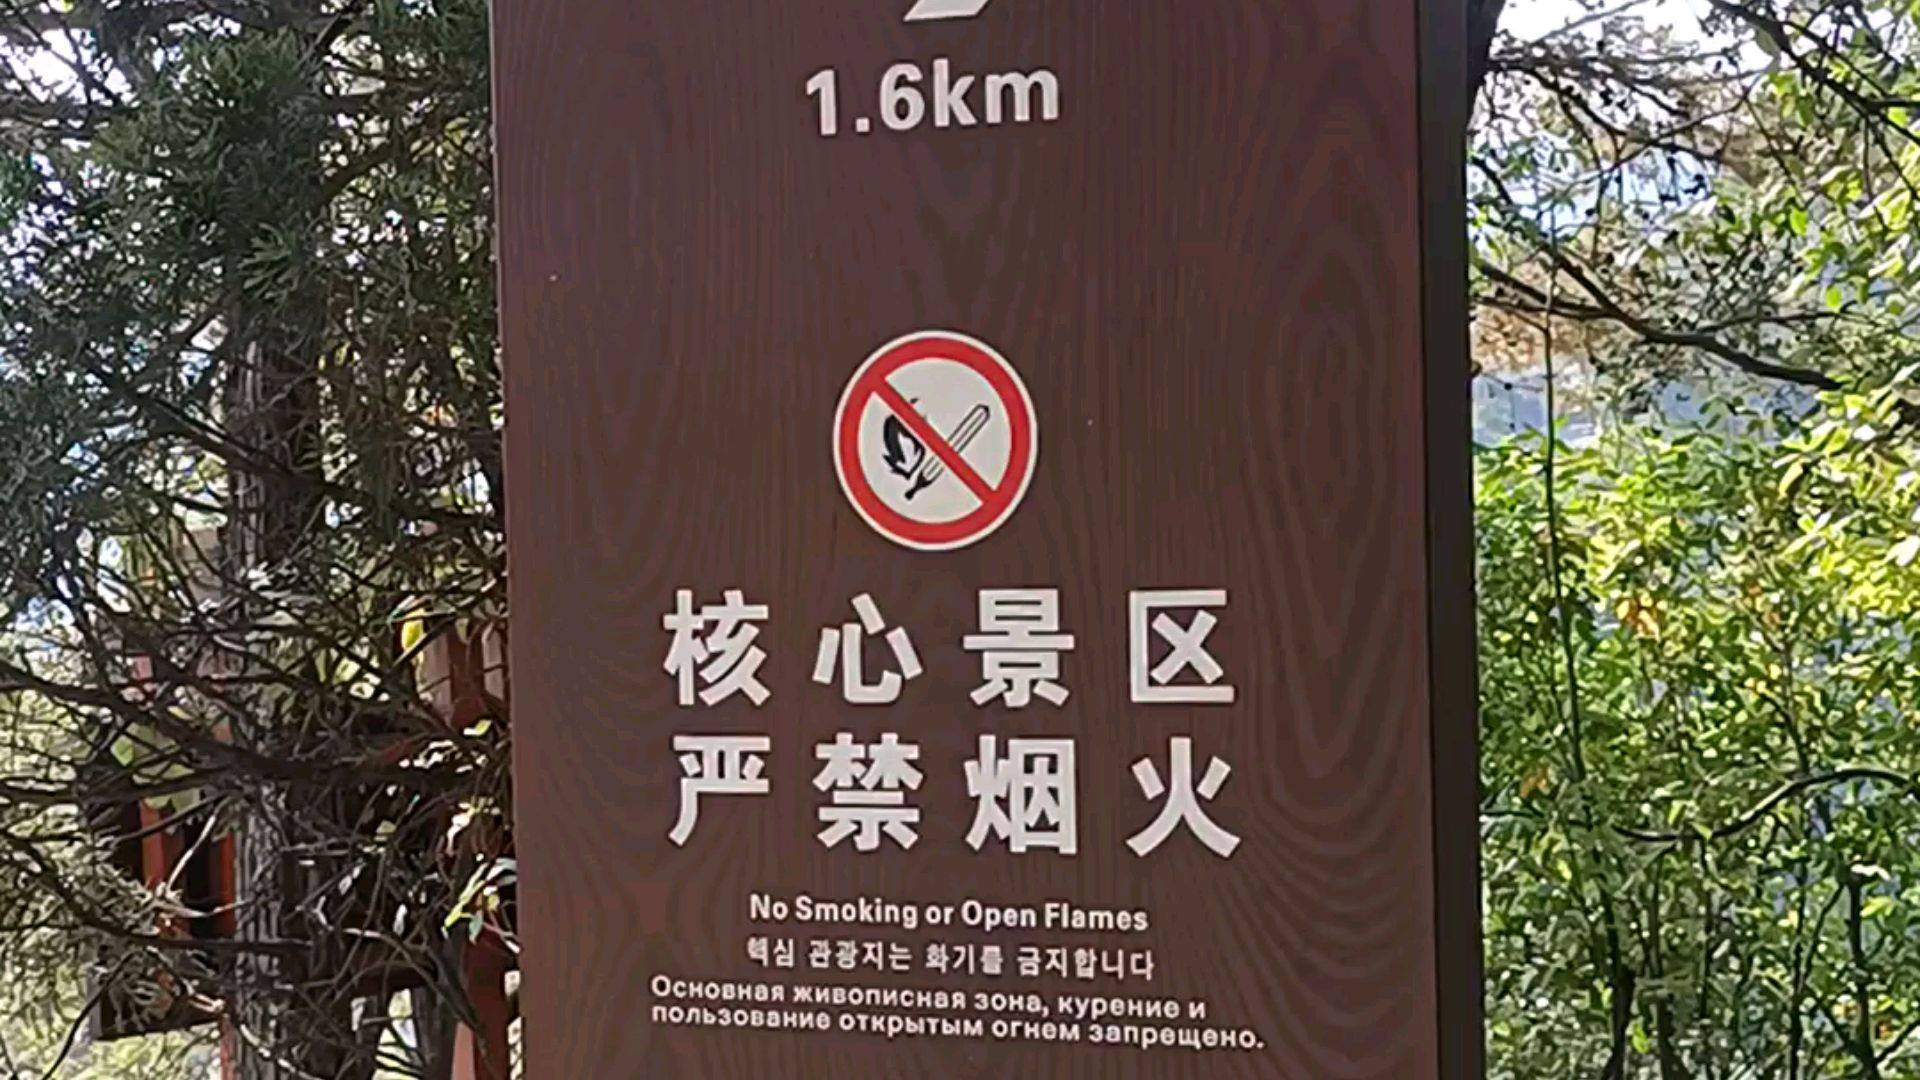 1.6km
核心景区
严禁烟火
No Smoking or Open Flames
핵심 관광지는 화기를 금지합니다
Основная живописная зона, курение и
пользование открытым огнем запрещено.